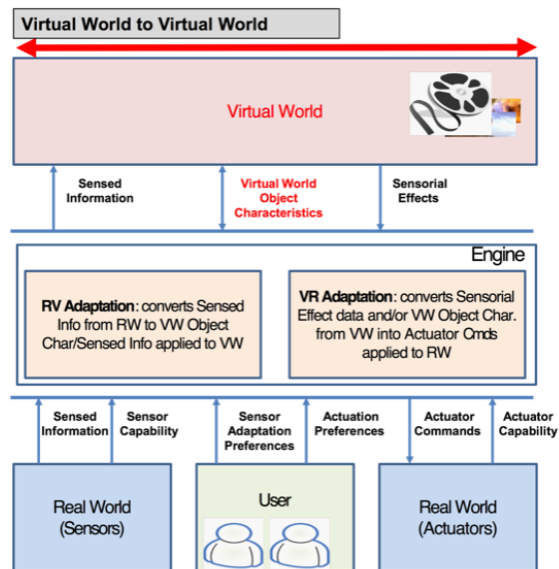 Virtual World to Virtual World
Virtual World
Sensed
Information
Virtual World
Object
Characteristics
Sensorial
Effects
Engine
RV Adaptation: converts Sensed
Info from RW to VW Object
Char/Sensed Info applied to VW
VR Adaptation: converts Sensorial
Effect data and/or VW Object Char.
from VW into Actuator Cmds
applied to RW
Sensed
Information
Sensor
Capability
Sensor
Adaptation
Preferences
Actuation
Preferences
Actuator
Commands
Actuator
Capability
Real World
(Sensors)
User
Real World
(Actuators)